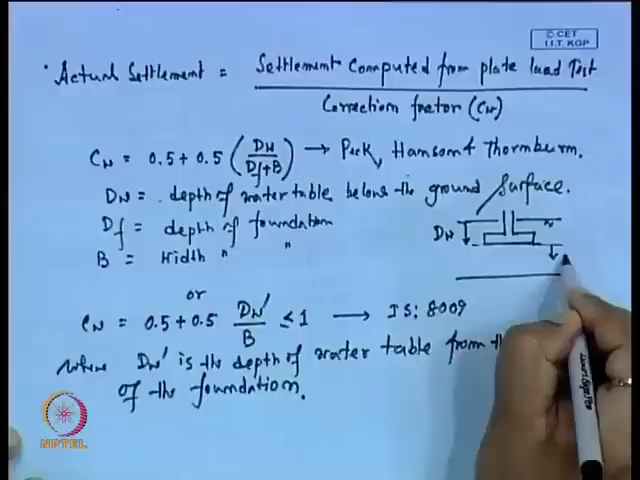 © CET
I.I.T. KGP
· Actual Settlement = Settlement Computed from plate load Test
Correction factor (CW)
CW = 0.5 + 0.5 (DW / Df+B) → Peck, Hanson & Thornburn.
DW = depth of water table below the ground surface.
Df = depth of foundation
B = Width " "
DW
or
CW = 0.5 + 0.5 DW' / B ≤ 1 → IS: 8009
where DW' is the depth of water table from
of the foundation.
NPTEL